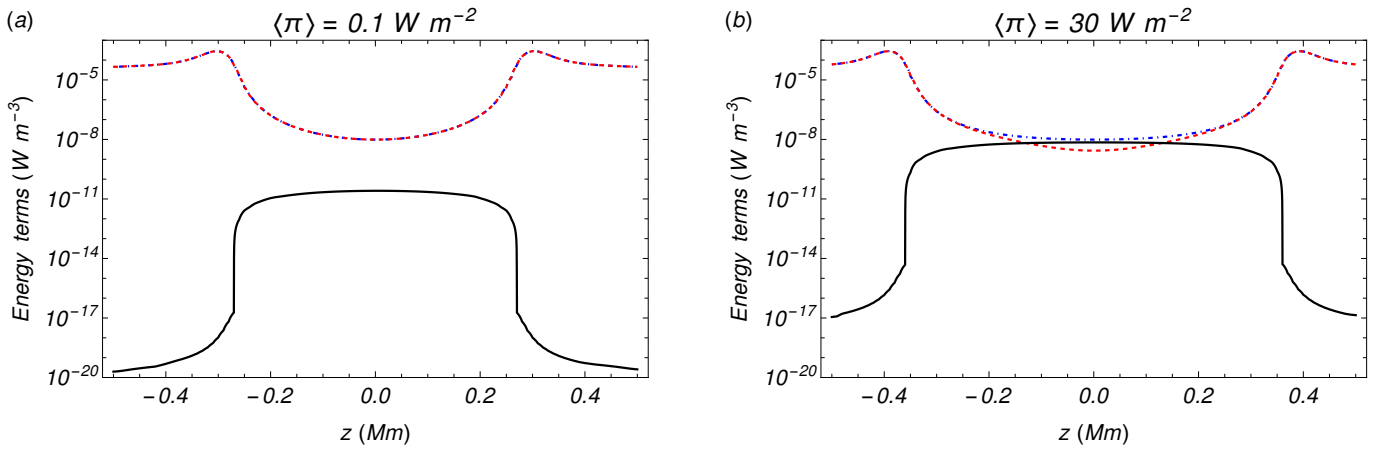 (a)
⟨π⟩ = 0.1 W m⁻²
Energy terms (W m⁻³)
10⁻⁵
10⁻⁸
10⁻¹¹
10⁻¹⁴
10⁻¹⁷
10⁻²⁰
−0.4 −0.2 0.0 0.2 0.4
z (Mm)
(b)
⟨π⟩ = 30 W m⁻²
Energy terms (W m⁻³)
10⁻⁵
10⁻⁸
10⁻¹¹
10⁻¹⁴
10⁻¹⁷
10⁻²⁰
−0.4 −0.2 0.0 0.2 0.4
z (Mm)